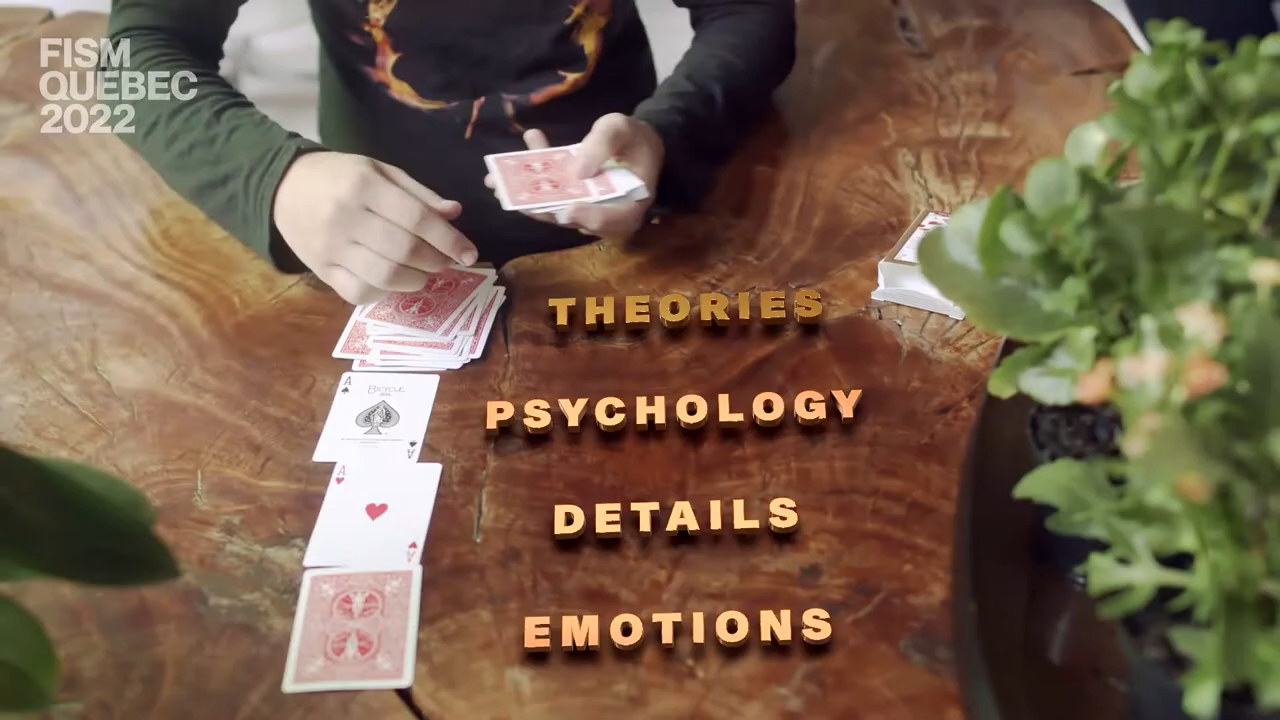 FISM
QUEBEC
2022
THEORIES
A
BICYCLE
A
PSYCHOLOGY
A
A
DETAILS
EMOTIONS